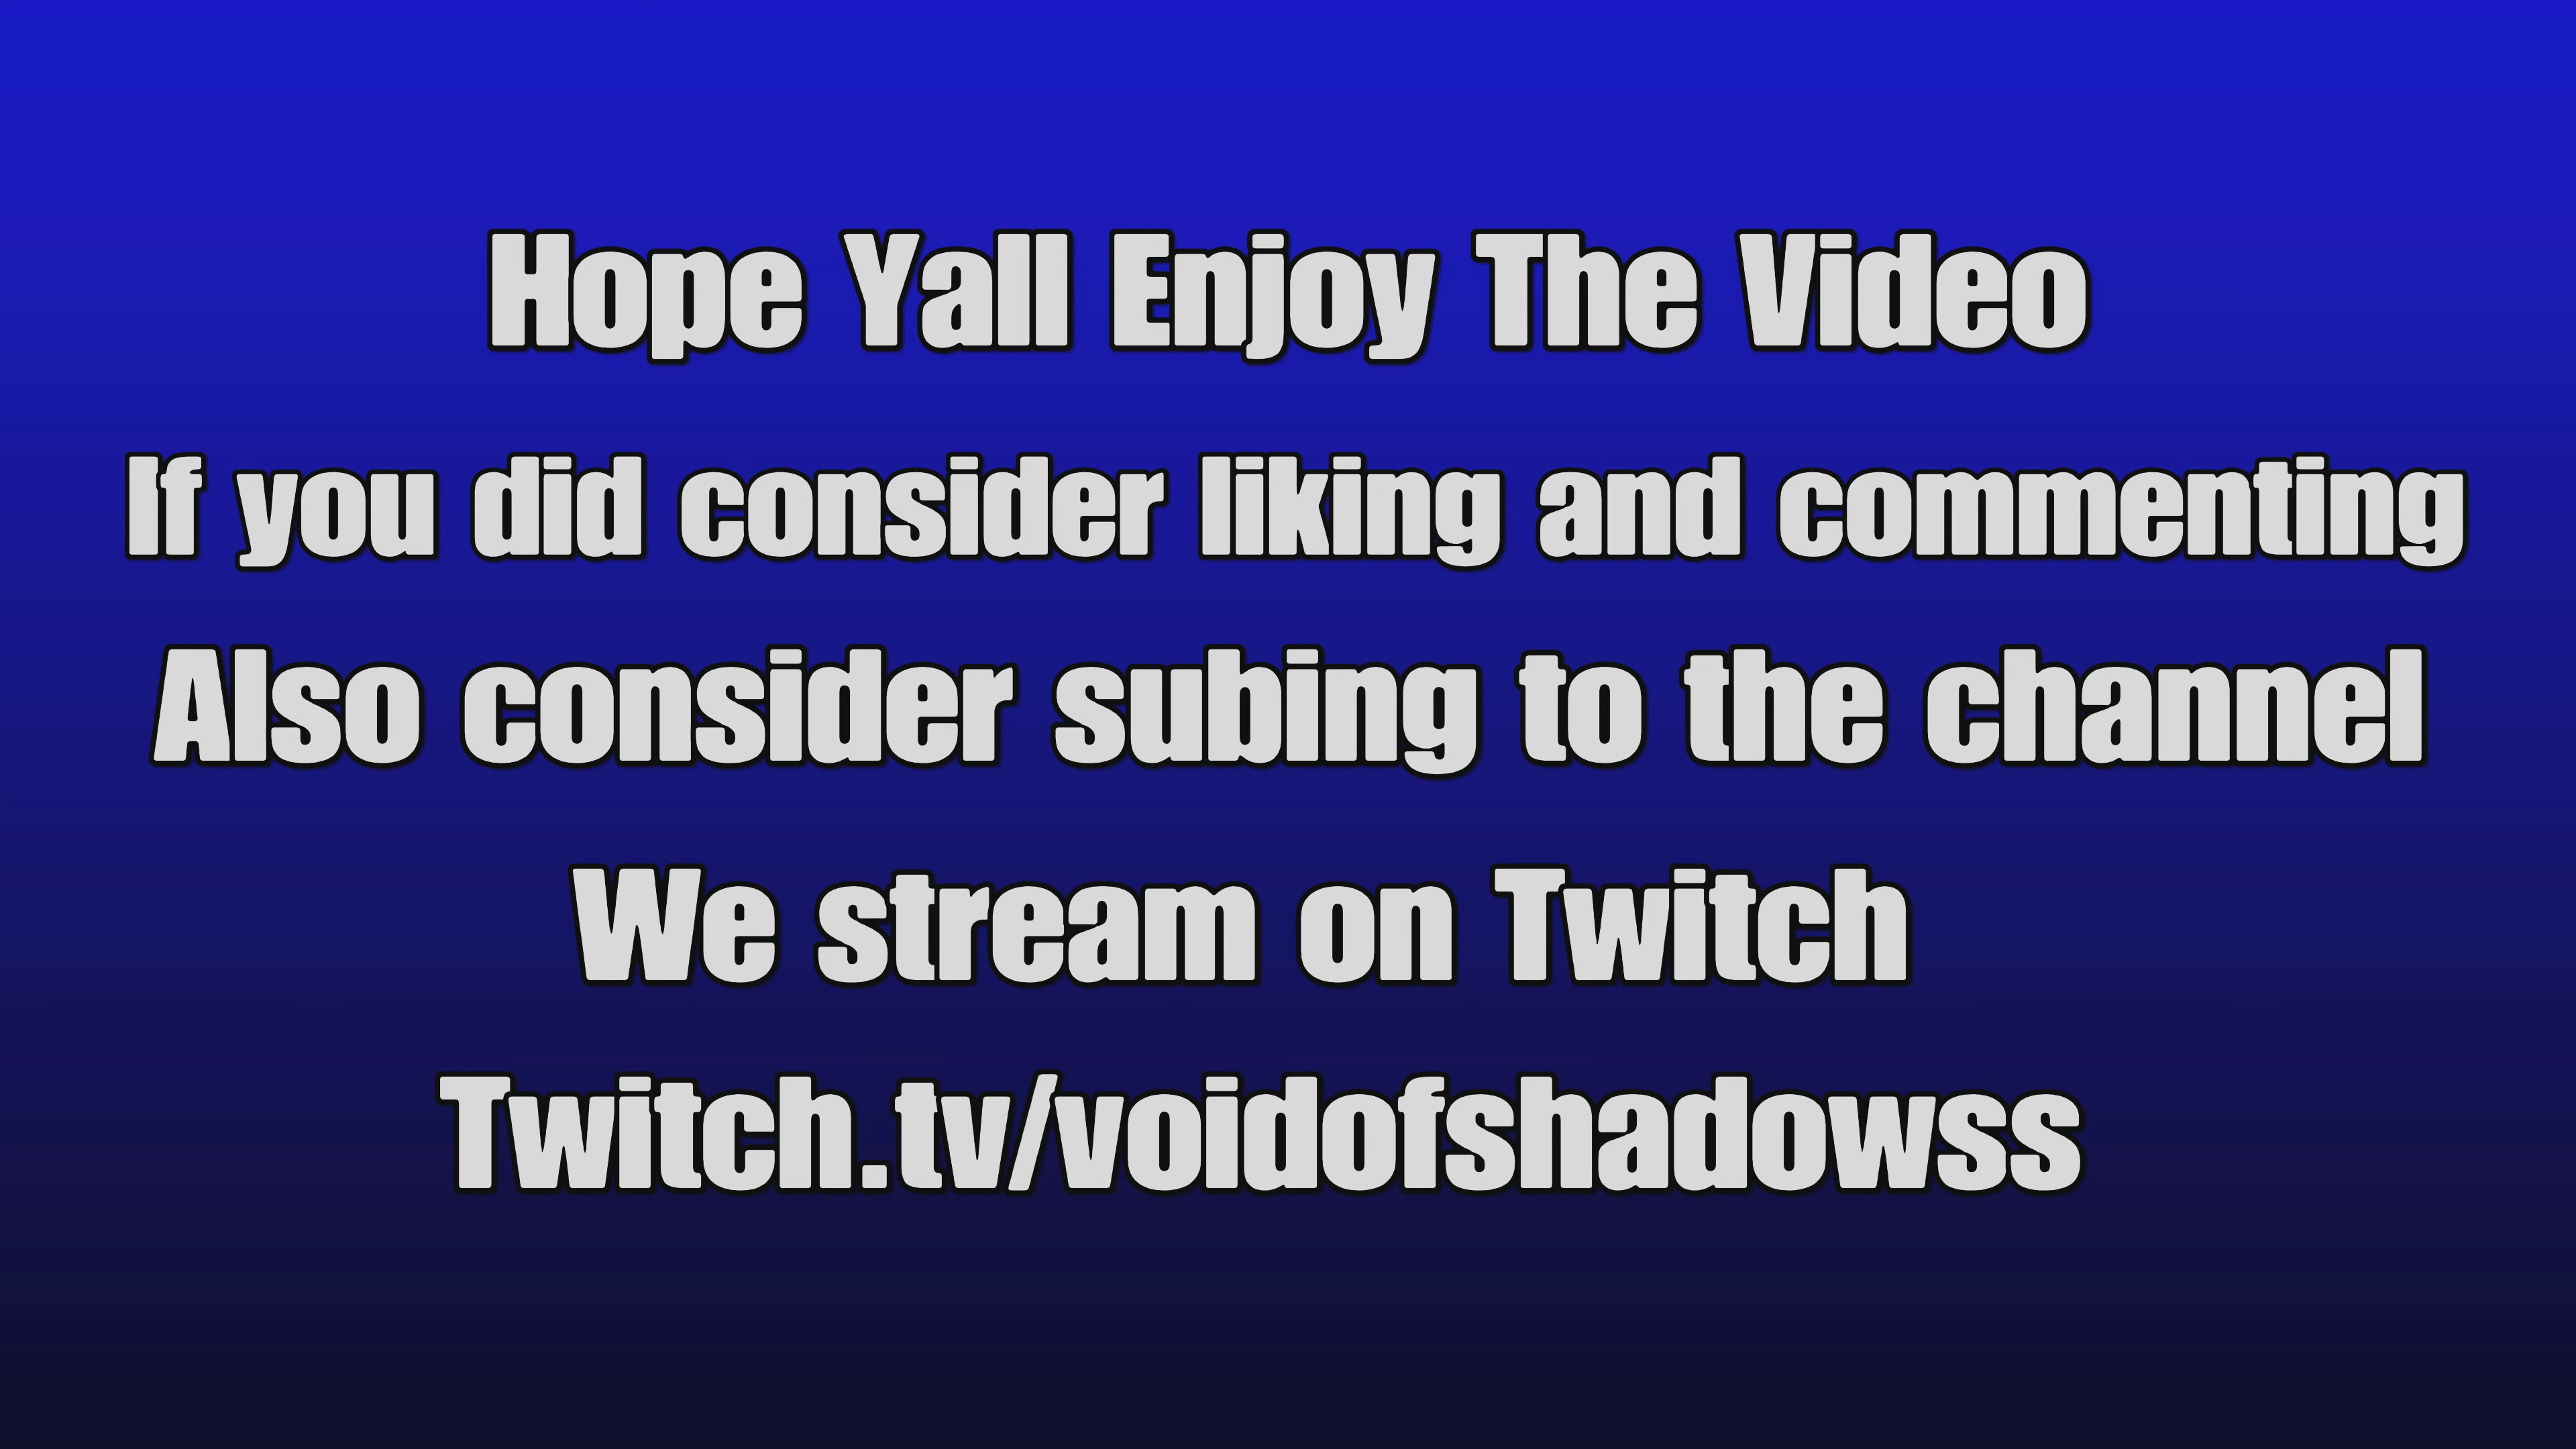 Hope Yall Enjoy The Video
If you did consider liking and commenting
Also consider subing to the channel
We stream on Twitch
Twitch.tv/voidofshadowss